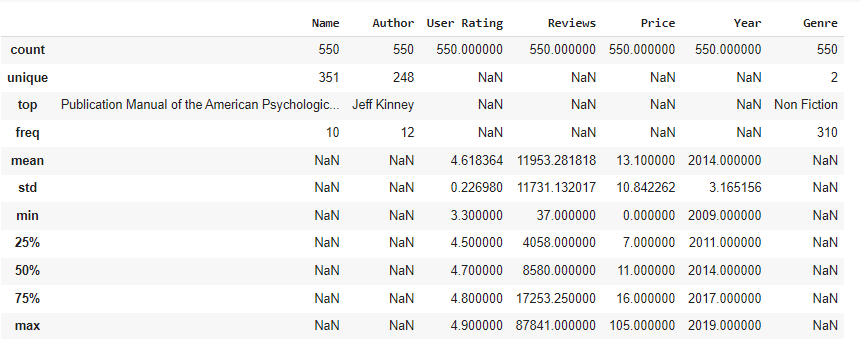 Name Author User Rating Reviews Price Year Genre
count 550 550 550.000000 550.000000 550.000000 550.000000 550
unique 351 248 NaN NaN NaN NaN 2
top Publication Manual of the American Psychologic... Jeff Kinney NaN NaN NaN NaN Non Fiction
freq 10 12 NaN NaN NaN NaN 310
mean NaN NaN 4.618364 11953.281818 13.100000 2014.000000 NaN
std NaN NaN 0.226980 11731.132017 10.842262 3.165156 NaN
min NaN NaN 3.300000 37.000000 0.000000 2009.000000 NaN
25% NaN NaN 4.500000 4058.000000 7.000000 2011.000000 NaN
50% NaN NaN 4.700000 8580.000000 11.000000 2014.000000 NaN
75% NaN NaN 4.800000 17253.250000 16.000000 2017.000000 NaN
max NaN NaN 4.900000 87841.000000 105.000000 2019.000000 NaN